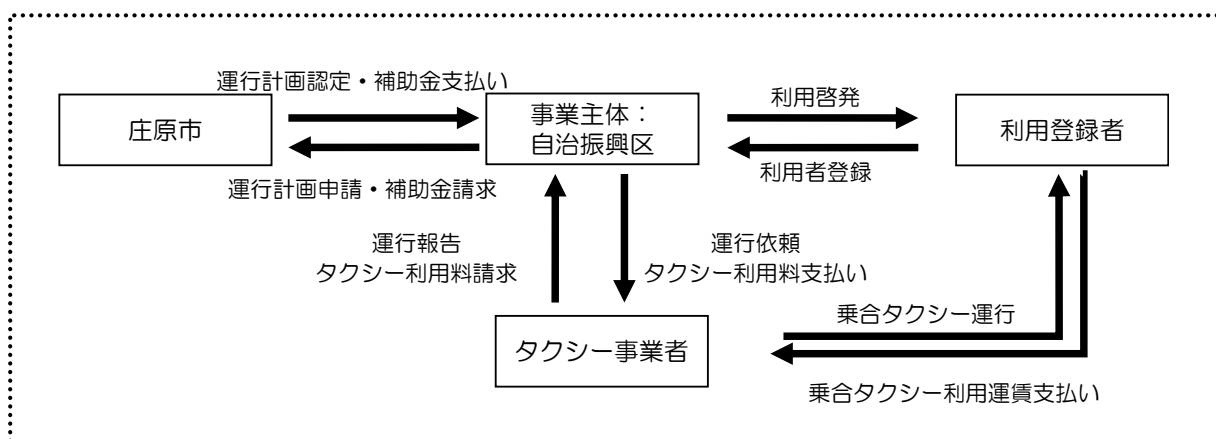 運行計画認定・補助金支払い
庄原市
事業主体：
自治振興区
利用啓発
利用登録者
利用者登録
運行計画申請・補助金請求
運行報告
タクシー利用料請求
運行依頼
タクシー利用料支払い
タクシー事業者
乗合タクシー運行
乗合タクシー利用運賃支払い